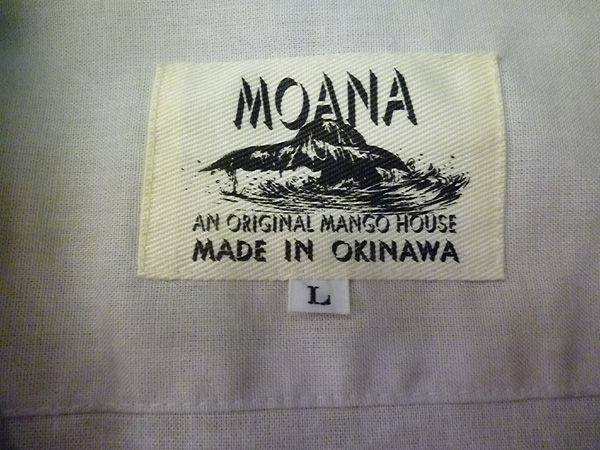 MOANA
AN ORIGINAL MANGO HOUSE
MADE IN OKINAWA
L